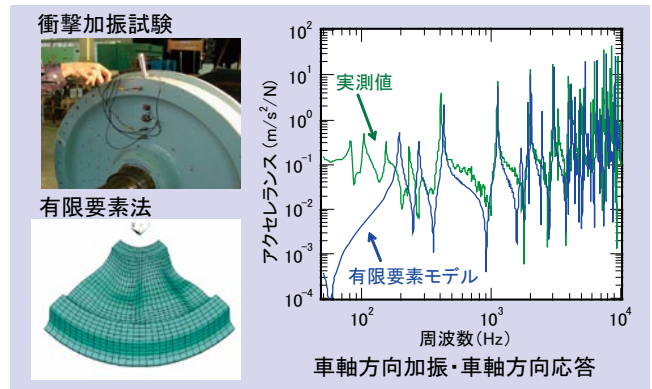 衝撃加振試験
有限要素法
アクセレランス (m/s²/N)
10²
10¹
10⁰
10⁻¹
10⁻²
10⁻³
10⁻⁴
実測値
有限要素モデル
10²
10³
10⁴
周波数(Hz)
車軸方向加振・車軸方向応答